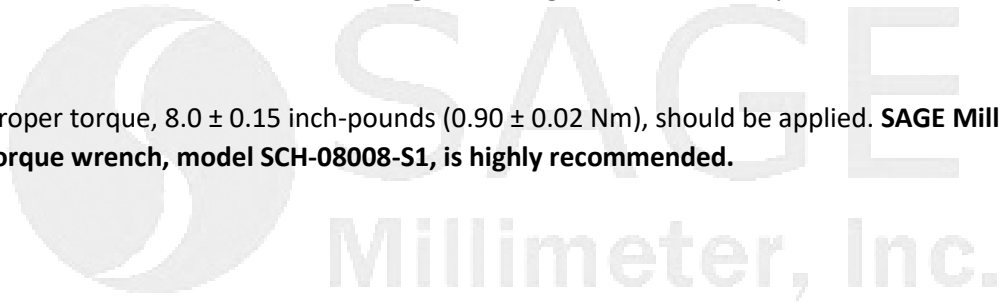 roper torque, 8.0 ± 0.15 inch-pounds (0.90 ± 0.02 Nm), should be applied. SAGE Mill
orque wrench, model SCH-08008-S1, is highly recommended.
SAGE
Millimeter, Inc.